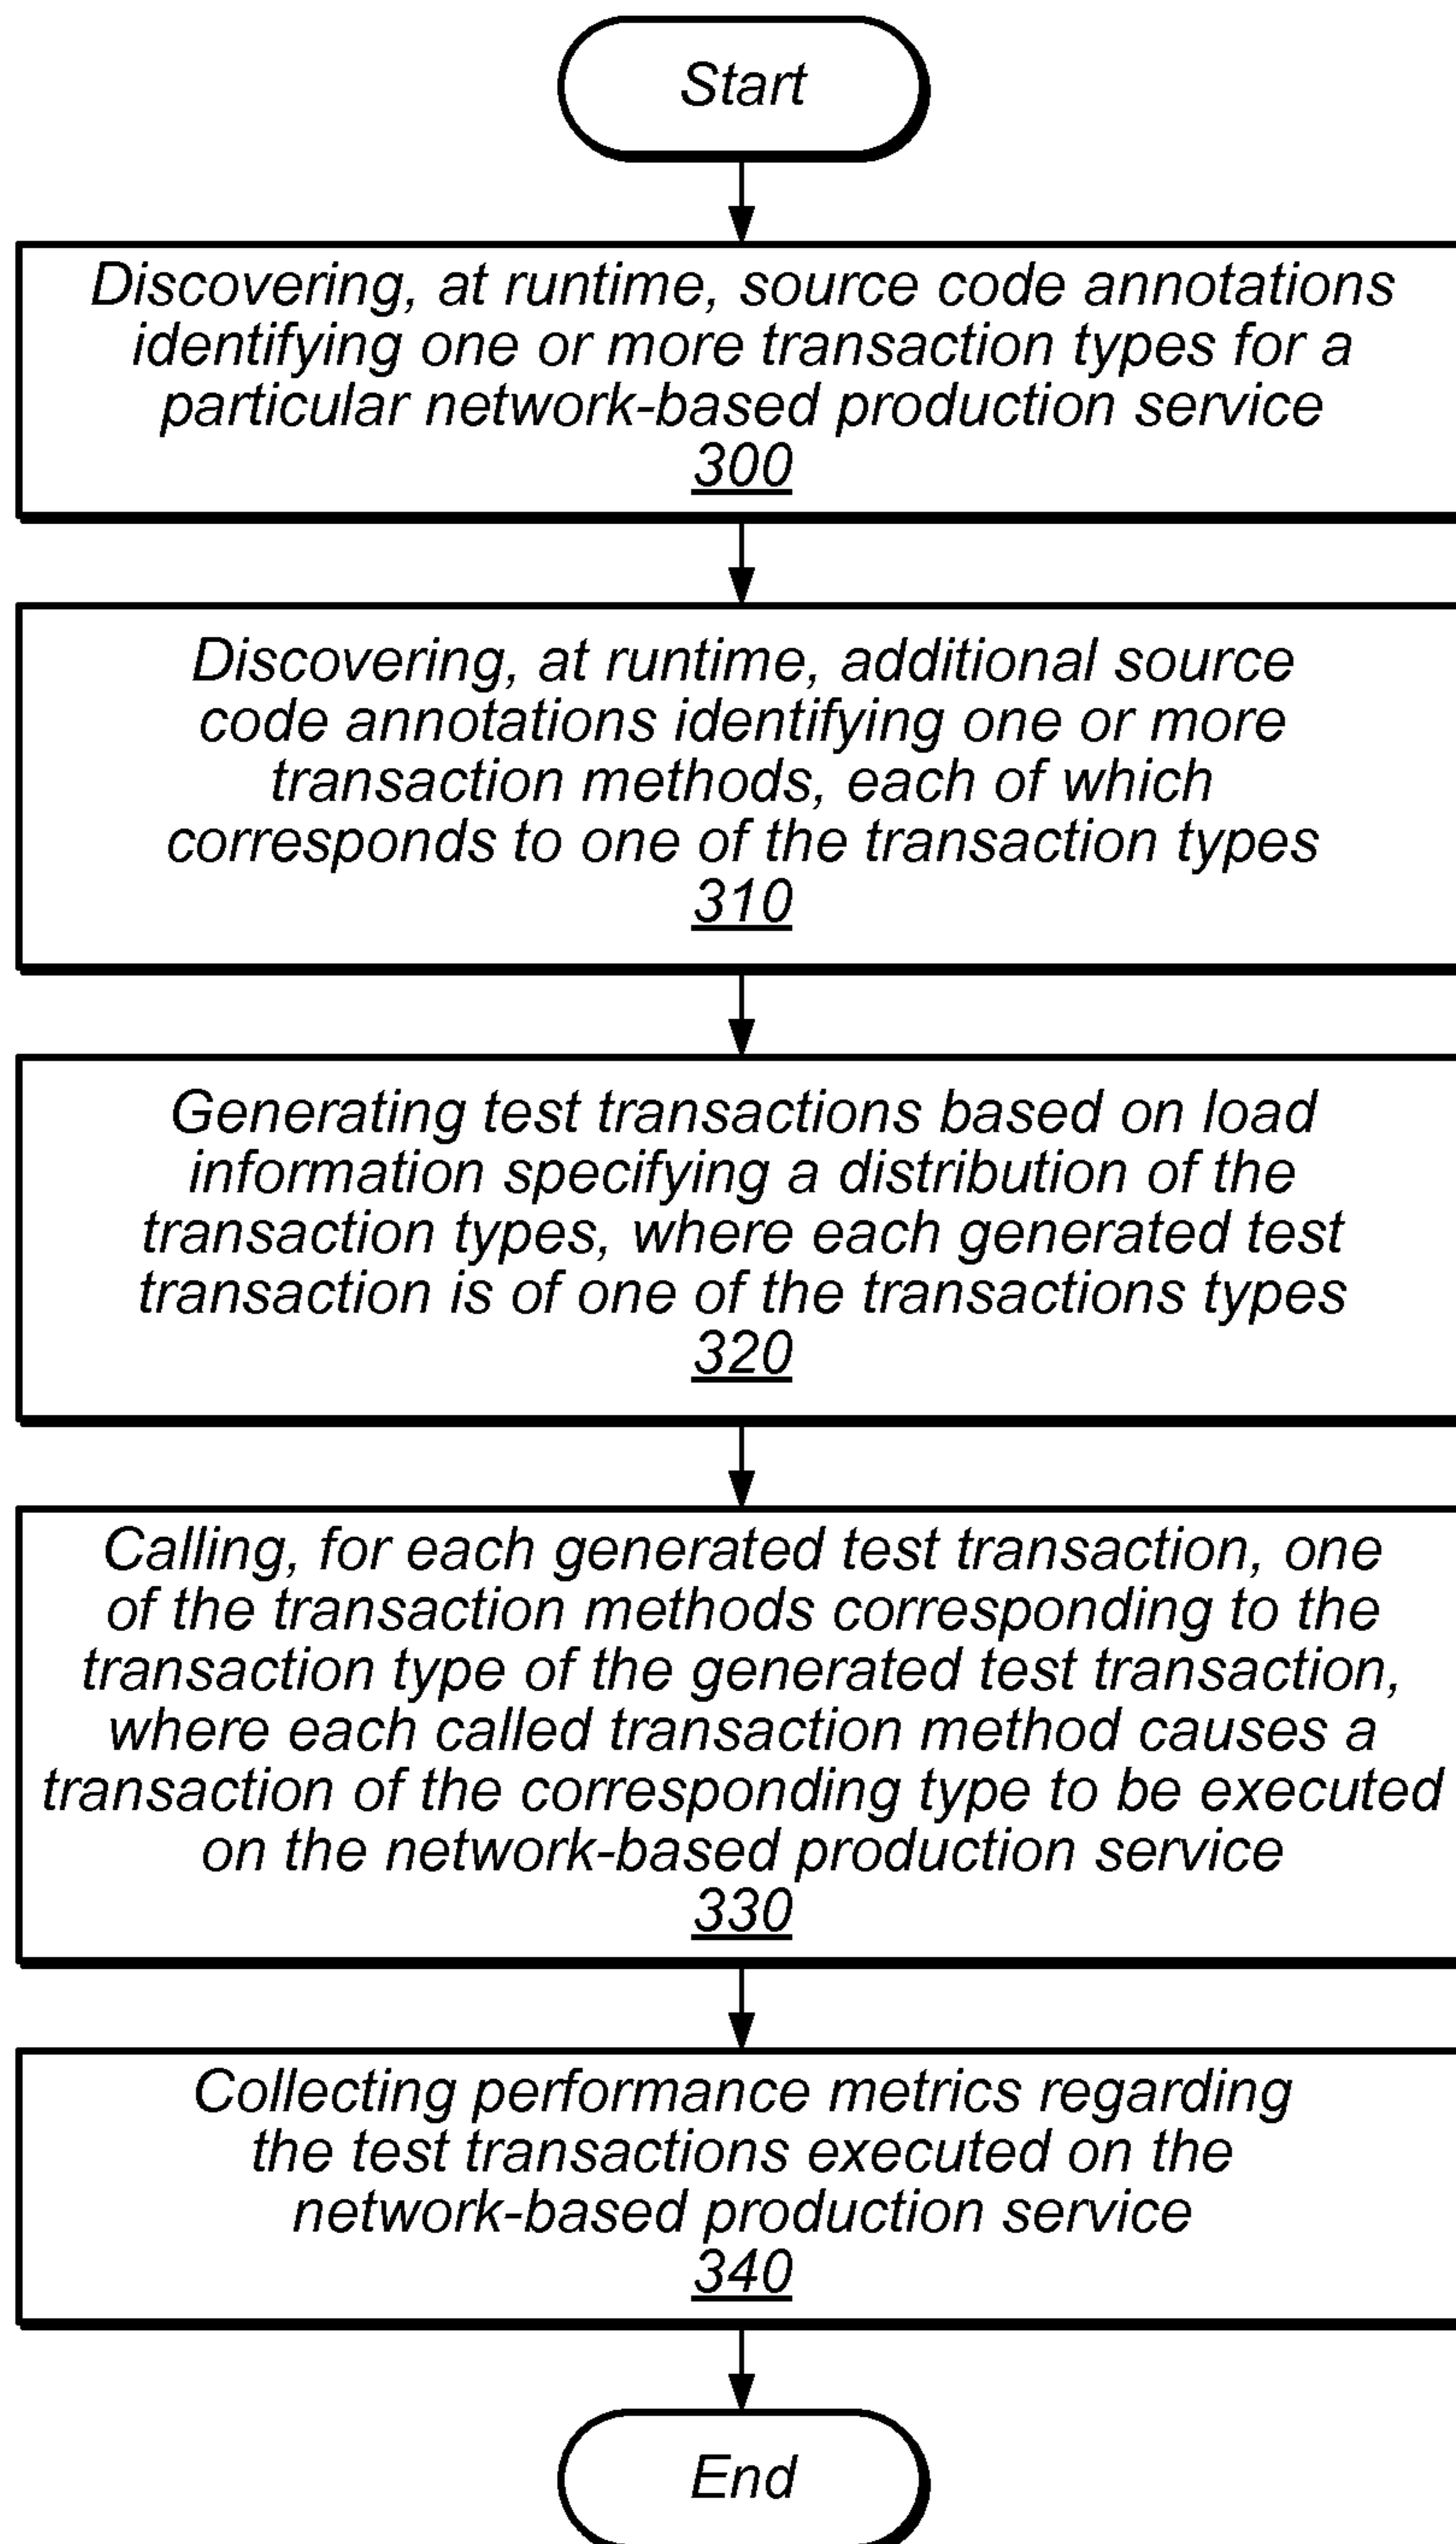 Start
Discovering, at runtime, source code annotations
identifying one or more transaction types for a
particular network-based production service
300
Discovering, at runtime, additional source
code annotations identifying one or more
transaction methods, each of which
corresponds to one of the transaction types
310
Generating test transactions based on load
information specifying a distribution of the
transaction types, where each generated test
transaction is of one of the transactions types
320
Calling, for each generated test transaction, one
of the transaction methods corresponding to the
transaction type of the generated test transaction,
where each called transaction method causes a
transaction of the corresponding type to be executed
on the network-based production service
330
Collecting performance metrics regarding
the test transactions executed on the
network-based production service
340
End